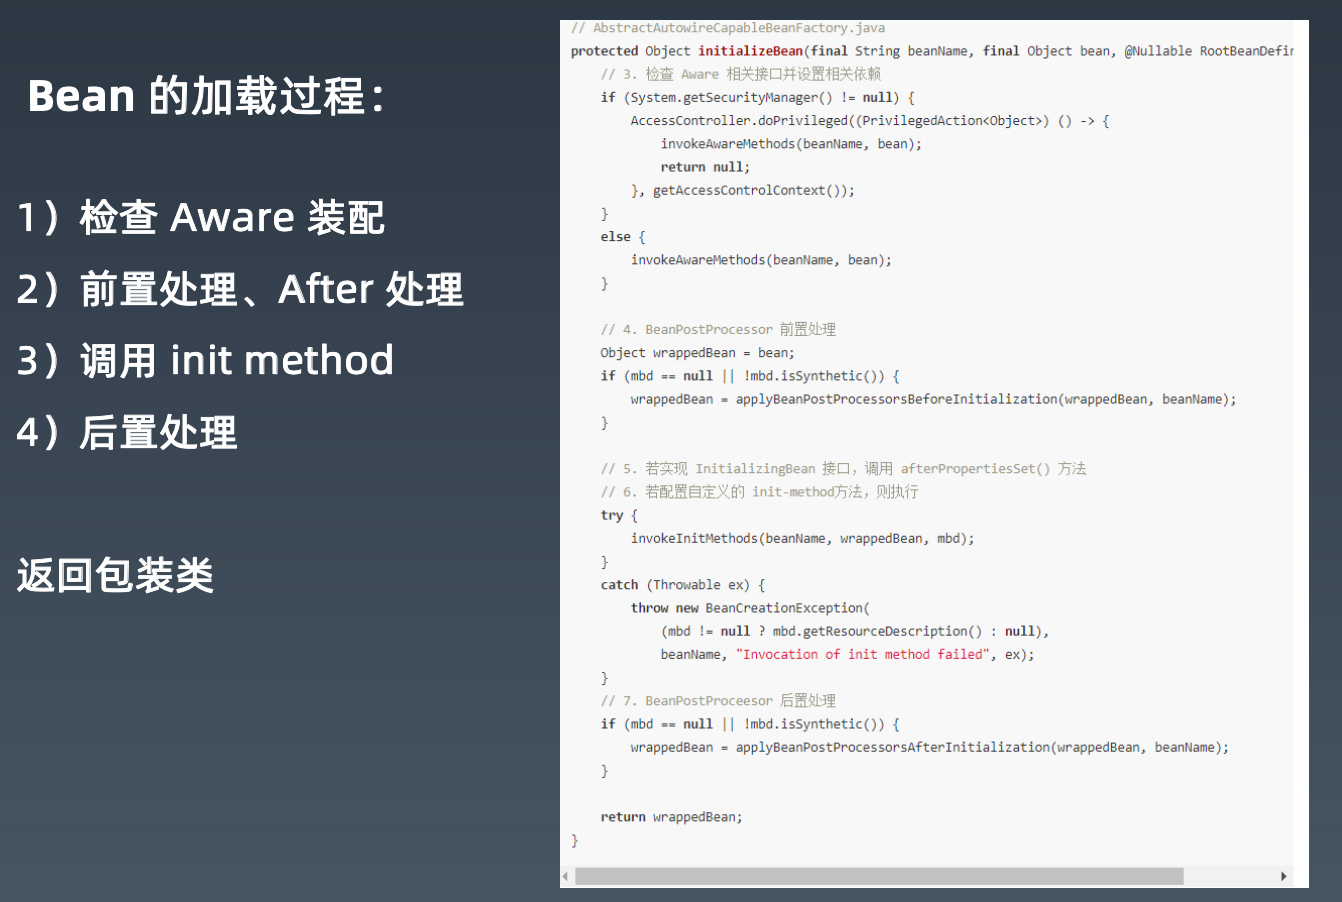 Bean 的加载过程：
1）检查 Aware 装配
2）前置处理、After 处理
3）调用 init method
4）后置处理
返回包装类
// AbstractAutowireCapableBeanFactory.java
protected Object initializeBean(final String beanName, final Object bean, @Nullable RootBeanDefin
// 3. 检查 Aware 相关接口并设置相关依赖
if (System.getSecurityManager() != null) {
AccessController.doPrivileged((PrivilegedAction<Object>) () -> {
invokeAwareMethods(beanName, bean);
return null;
}, getAccessControlContext());
}
else {
invokeAwareMethods(beanName, bean);
}
// 4. BeanPostProcessor 前置处理
Object wrappedBean = bean;
if (mbd == null || !mbd.isSynthetic()) {
wrappedBean = applyBeanPostProcessorsBeforeInitialization(wrappedBean, beanName);
}
// 5. 若实现 InitializingBean 接口，调用 afterPropertiesSet() 方法
// 6. 若配置自定义的 init-method方法，则执行
try {
invokeInitMethods(beanName, wrappedBean, mbd);
}
catch (Throwable ex) {
throw new BeanCreationException(
(mbd != null ? mbd.getResourceDescription() : null),
beanName, "Invocation of init method failed", ex);
}
// 7. BeanPostProceesor 后置处理
if (mbd == null || !mbd.isSynthetic()) {
wrappedBean = applyBeanPostProcessorsAfterInitialization(wrappedBean, beanName);
}
return wrappedBean;
}